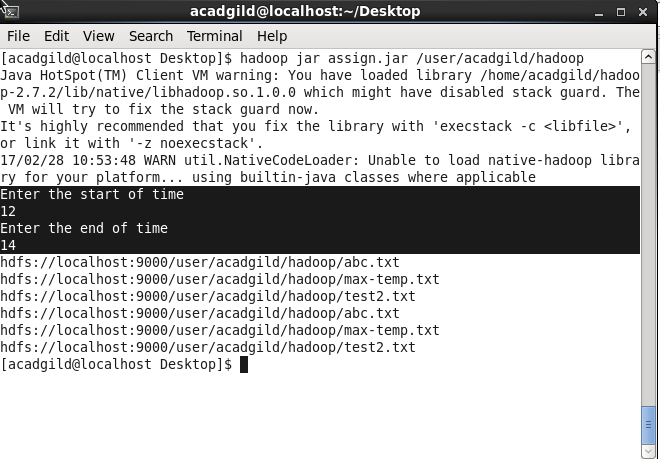 acadgild@localhost:~/Desktop
File Edit View Search Terminal Help
[acadgild@localhost Desktop]$ hadoop jar assign.jar /user/acadgild/hadoop
Java HotSpot(TM) Client VM warning: You have loaded library /home/acadgild/hadoo
p-2.7.2/lib/native/libhadoop.so.1.0.0 which might have disabled stack guard. The
 VM will try to fix the stack guard now.
It's highly recommended that you fix the library with 'execstack -c <libfile>',
or link it with '-z noexecstack'.
17/02/28 10:53:48 WARN util.NativeCodeLoader: Unable to load native-hadoop libra
ry for your platform... using builtin-java classes where applicable
Enter the start of time
12
Enter the end of time
14
hdfs://localhost:9000/user/acadgild/hadoop/abc.txt
hdfs://localhost:9000/user/acadgild/hadoop/max-temp.txt
hdfs://localhost:9000/user/acadgild/hadoop/test2.txt
hdfs://localhost:9000/user/acadgild/hadoop/abc.txt
hdfs://localhost:9000/user/acadgild/hadoop/max-temp.txt
hdfs://localhost:9000/user/acadgild/hadoop/test2.txt
[acadgild@localhost Desktop]$